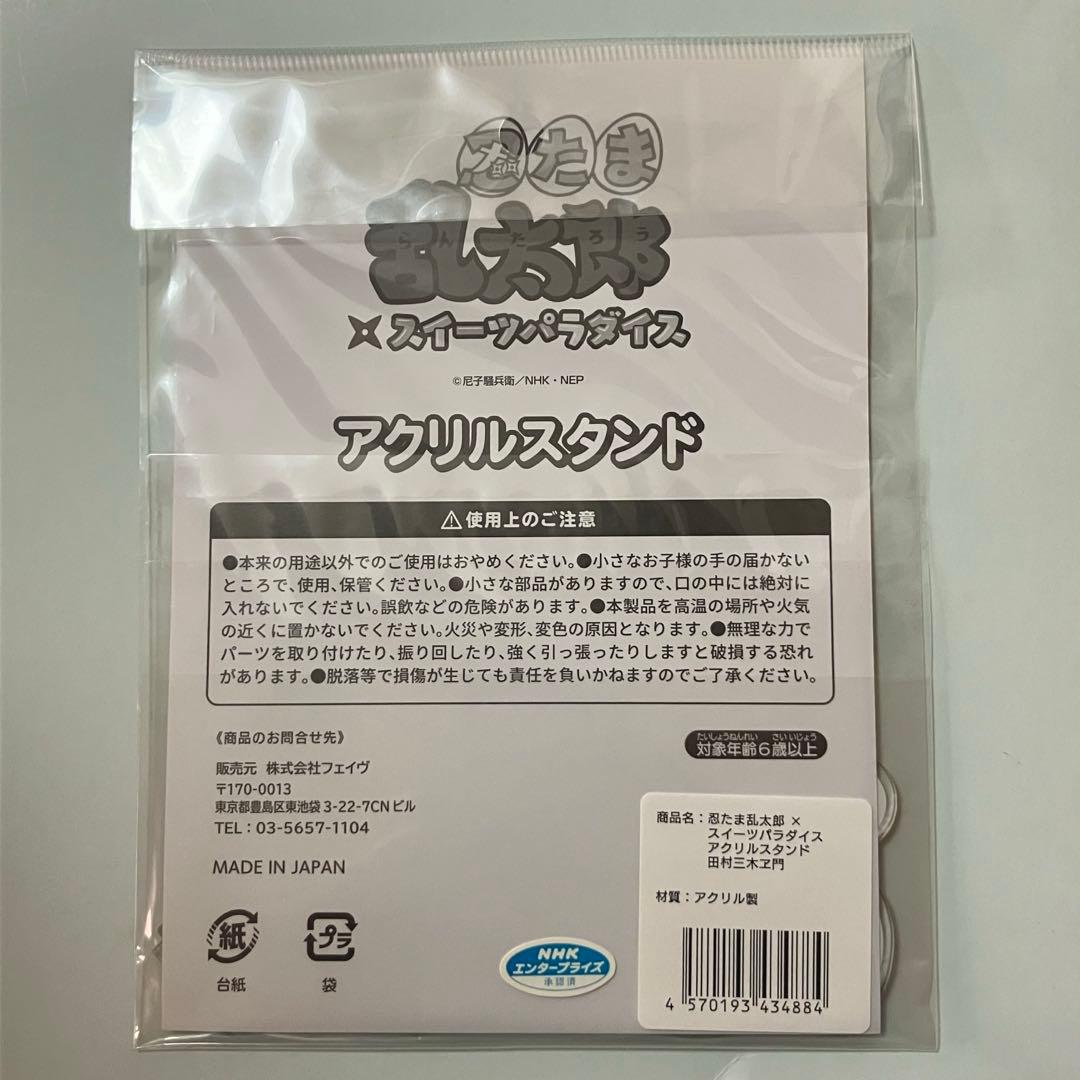 忍たま
らんたろう
乱太郎
スイーツパラダイス
©尼子騒兵衛／NHK・NEP
アクリルスタンド
⚠使用上のご注意
●本来の用途以外でのご使用はおやめください。●小さなお子様の手の届かない
ところで、使用、保管ください。●小さな部品がありますので、口の中には絶対に
入れないでください。誤飲などの危険があります。●本製品を高温の場所や火気
の近くに置かないでください。火災や変形、変色の原因となります。●無理な力で
パーツを取り付けたり、振り回したり、強く引っ張ったりしますと破損する恐れ
があります。●脱落等で損傷が生じても責任を負いかねますのでご了承ください。
《商品のお問合せ先》
販売元 株式会社フェイヴ
〒170-0013
東京都豊島区東池袋3-22-7CNビル
TEL：03-5657-1104
MADE IN JAPAN
たいしょうねんれい さいいじょう
対象年齢6歳以上
商品名：忍たま乱太郎 ×
スイーツパラダイス
アクリルスタンド
田村三木ヱ門
材質：アクリル製
4 570193 434884
紙
台紙
プラ
袋
NHK
エンタープライズ
承認済